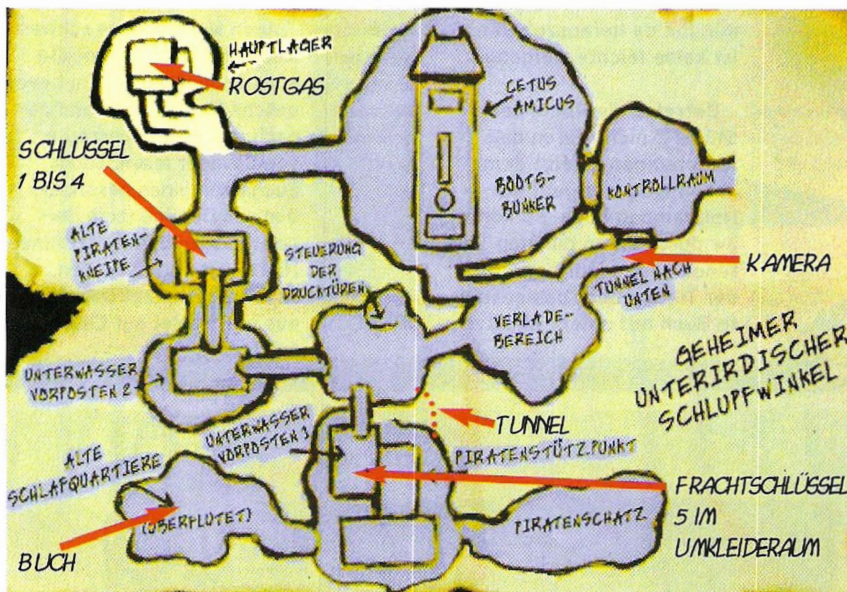 HAUPTLAGER
ROSTGAS
CETUS
AMICUS
SCHLÜSSEL
1 BIS 4
BOOTS-
BUNKER
KONTROLLRAUM
ALTE
PIRATEN-
KNEIPE
STEUERUNG
DER
DRUCKTÜREN
KAMERA
TUNNEL NACH
UNTEN
VERLADE-
BEREICH
GEHEIMER
UNTERIRDISCHER
SCHLUPFWINKEL
UNTERWASSER
VORPOSTEN 2
TUNNEL
UNTERWASSER
VORPOSTEN 1
PIRATENSTÜTZPUNKT
ALTE
SCHLAFQUARTIERE
(ÜBERFLUTET)
FRACHTSCHLÜSSEL
5 IM
UMKLEIDERAUM
PIRATENSCHATZ
BUCH